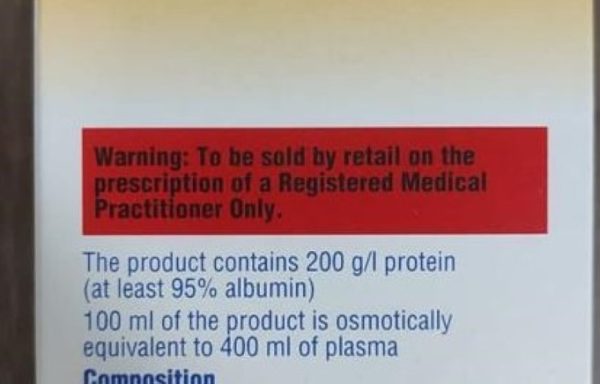 Warning: To be sold by retail on the
prescription of a Registered Medical
Practitioner Only.
The product contains 200 g/l protein
(at least 95% albumin)
100 ml of the product is osmotically
equivalent to 400 ml of plasma
Composition